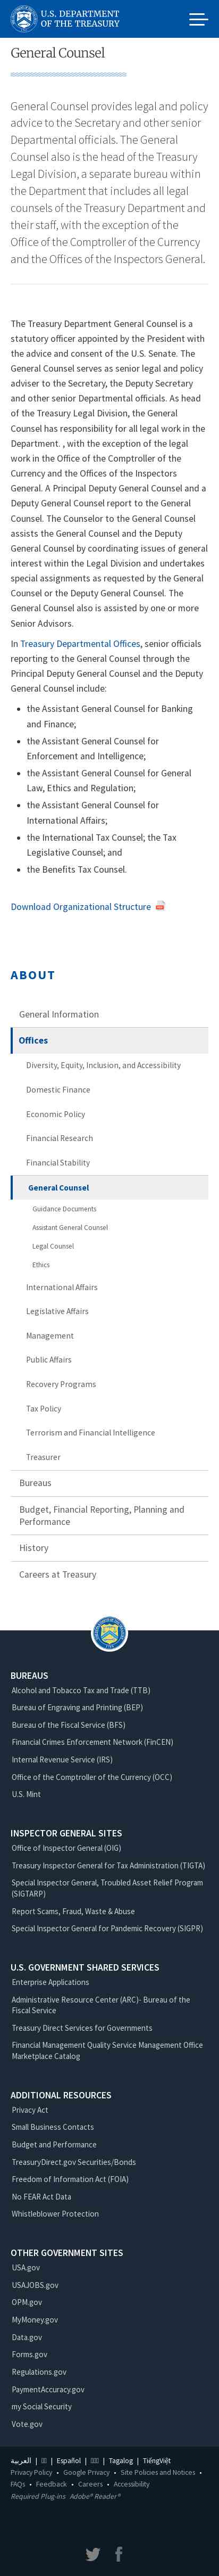 U.S. DEPARTMENT
OF THE TREASURY
General Counsel
General Counsel provides legal and policy
advice to the Secretary and other senior
Departmental officials. The General
Counsel also is the head of the Treasury
Legal Division, a separate bureau within
the Department that includes all legal
counsels of the Treasury Department and
their staff, with the exception of the
Office of the Comptroller of the Currency
and the Offices of the Inspectors General.
The Treasury Department General Counsel is a
statutory officer appointed by the President with
the advice and consent of the U.S. Senate. The
General Counsel serves as senior legal and policy
adviser to the Secretary, the Deputy Secretary
and other senior Departmental officials. As head
of the Treasury Legal Division, the General
Counsel has responsibility for all legal work in the
Department. , with the exception of the legal
work in the Office of the Comptroller of the
Currency and the Offices of the Inspectors
General. A Principal Deputy General Counsel and a
Deputy General Counsel report to the General
Counsel. The Counselor to the General Counsel
assists the General Counsel and the Deputy
General Counsel by coordinating issues of general
interest within the Legal Division and undertakes
special assignments as requested by the General
Counsel or the Deputy General Counsel. The
General Counsel also is assisted by one or more
Senior Advisors.
In Treasury Departmental Offices, senior officials
reporting to the General Counsel through the
Principal Deputy General Counsel and the Deputy
General Counsel include:
• the Assistant General Counsel for Banking
and Finance;
• the Assistant General Counsel for
Enforcement and Intelligence;
• the Assistant General Counsel for General
Law, Ethics and Regulation;
• the Assistant General Counsel for
International Affairs;
• the International Tax Counsel; the Tax
Legislative Counsel, and
• the Benefits Tax Counsel.
Download Organizational Structure
ABOUT
General Information
Offices
Diversity, Equity, Inclusion, and Accessibility
Domestic Finance
Economic Policy
Financial Research
Financial Stability
General Counsel
Guidance Documents
Assistant General Counsel
Legal Counsel
Ethics
International Affairs
Legislative Affairs
Management
Public Affairs
Recovery Programs
Tax Policy
Terrorism and Financial Intelligence
Treasurer
Bureaus
Budget, Financial Reporting, Planning and
Performance
History
Careers at Treasury
BUREAUS
Alcohol and Tobacco Tax and Trade (TTB)
Bureau of Engraving and Printing (BEP)
Bureau of the Fiscal Service (BFS)
Financial Crimes Enforcement Network (FinCEN)
Internal Revenue Service (IRS)
Office of the Comptroller of the Currency (OCC)
U.S. Mint
INSPECTOR GENERAL SITES
Office of Inspector General (OIG)
Treasury Inspector General for Tax Administration (TIGTA)
Special Inspector General, Troubled Asset Relief Program
(SIGTARP)
Report Scams, Fraud, Waste & Abuse
Special Inspector General for Pandemic Recovery (SIGPR)
U.S. GOVERNMENT SHARED SERVICES
Enterprise Applications
Administrative Resource Center (ARC)- Bureau of the
Fiscal Service
Treasury Direct Services for Governments
Financial Management Quality Service Management Office
Marketplace Catalog
ADDITIONAL RESOURCES
Privacy Act
Small Business Contacts
Budget and Performance
TreasuryDirect.gov Securities/Bonds
Freedom of Information Act (FOIA)
No FEAR Act Data
Whistleblower Protection
OTHER GOVERNMENT SITES
USA.gov
USAJOBS.gov
OPM.gov
MyMoney.gov
Data.gov
Forms.gov
Regulations.gov
PaymentAccuracy.gov
my Social Security
Vote.gov
العربية | | Español | | Tagalog | TiếngViệt
Privacy Policy • Google Privacy • Site Policies and Notices •
FAQs • Feedback • Careers • Accessibility
Required Plug-ins Adobe® Reader®